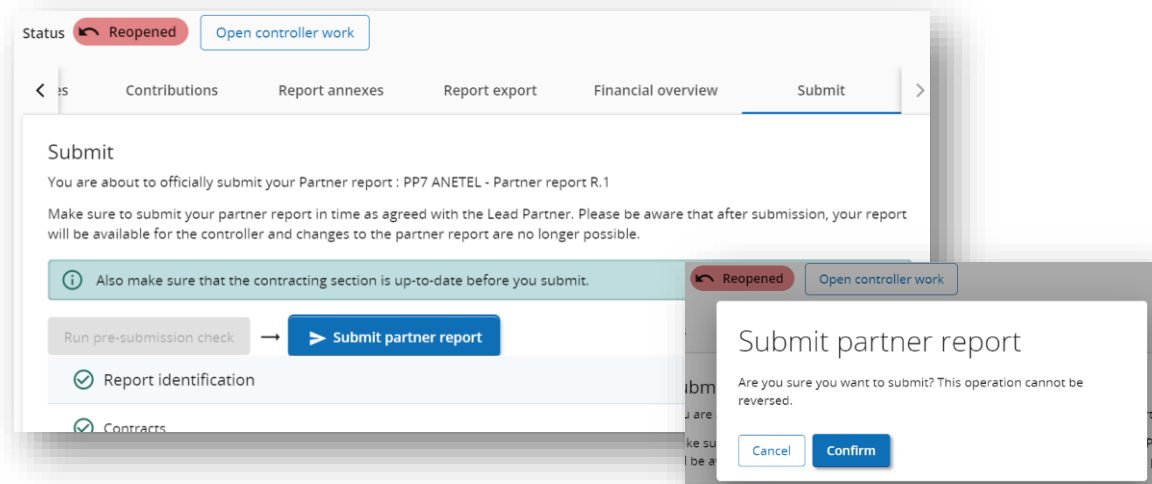 Status Reopened Open controller work
Contributions Report annexes Report export Financial overview Submit
Submit
You are about to officially submit your Partner report : PP7 ANETEL - Partner report R.1
Make sure to submit your partner report in time as agreed with the Lead Partner. Please be aware that after submission, your report
will be available for the controller and changes to the partner report are no longer possible.
Also make sure that the contracting section is up-to-date before you submit.
Run pre-submission check → Submit partner report
Report identification
Contracts
Reopened Open controller work
Submit partner report
Are you sure you want to submit? This operation cannot be
reversed.
Cancel Confirm